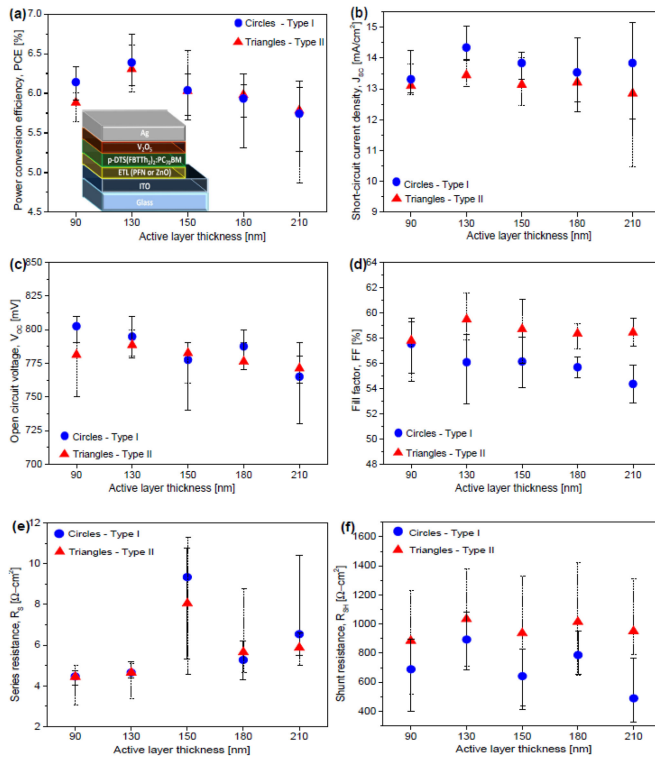 (a)
Circles - Type I
Triangles - Type II
Power conversion efficiency, PCE [%]
7.0
6.5
6.0
5.5
5.0
4.5
Ag
V₂O₅
p-DTS(FBTTh₂)₂:PC₇₀BM
ETL (PFN or ZnO)
ITO
Glass
90 130 150 180 210
Active layer thickness [nm]
(b)
Circles - Type I
Triangles - Type II
Short-circuit current density, J_SC [mA/cm²]
16
15
14
13
12
11
10
90 130 150 180 210
Active layer thickness [nm]
(c)
Open circuit voltage, V_OC [mV]
850
825
800
775
750
725
700
Circles - Type I
Triangles - Type II
90 130 150 180 210
Active layer thickness [nm]
(d)
Fill factor, FF [%]
64
62
60
58
56
54
52
50
48
Circles - Type I
Triangles - Type II
90 130 150 180 210
Active layer thickness [nm]
(e)
Circles - Type I
Triangles - Type II
Series resistance, R_S [Ω–cm²]
12
10
8
6
4
2
90 130 150 180 210
Active layer thickness [nm]
(f)
Circles - Type I
Triangles - Type II
Shunt resistance, R_SH [Ω–cm²]
1600
1400
1200
1000
800
600
400
90 130 150 180 210
Active layer thickness [nm]